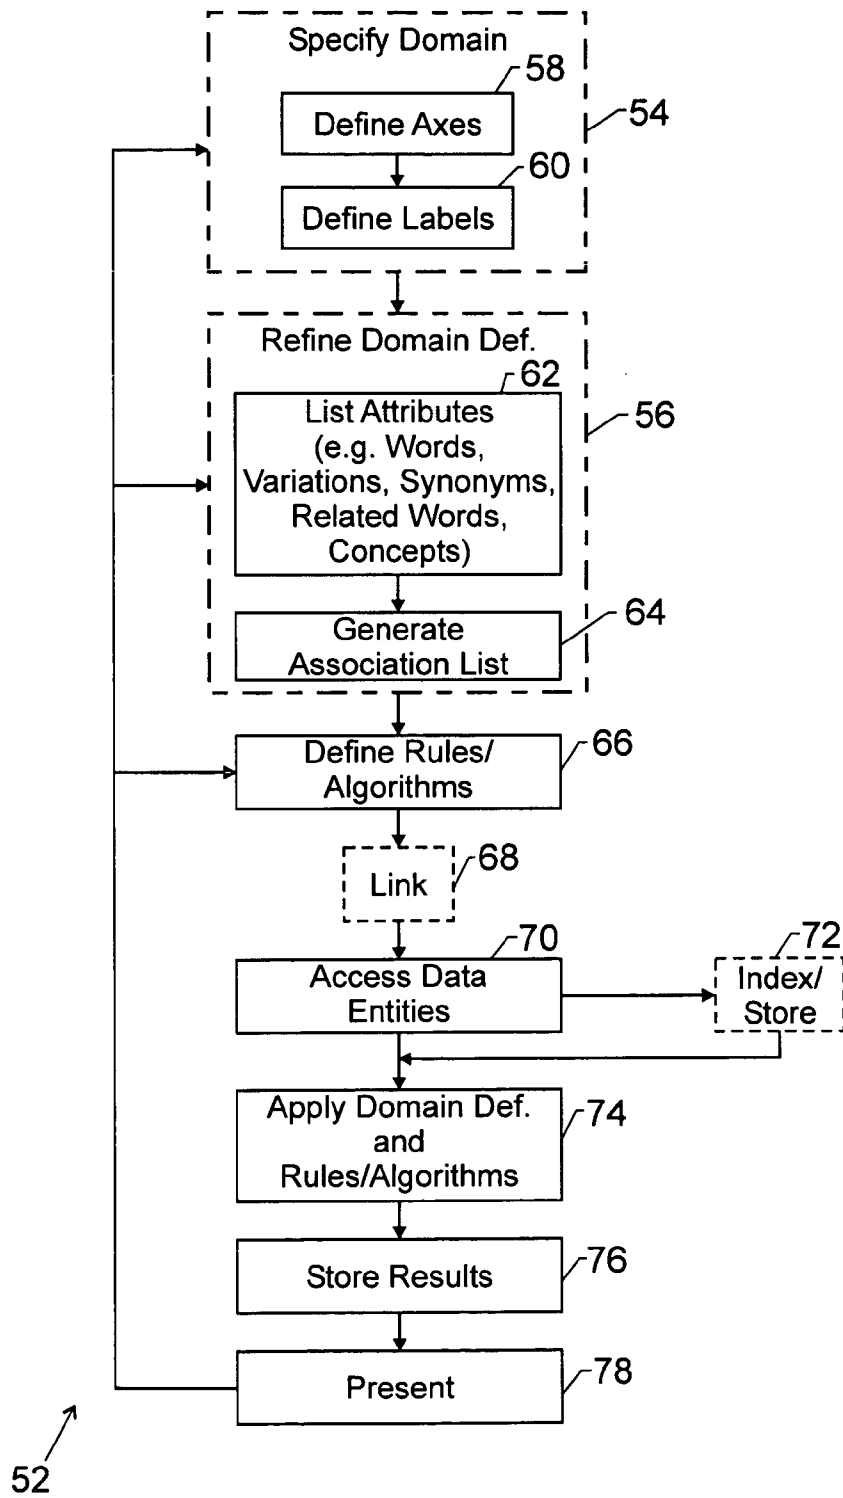 Specify Domain
58
Define Axes
54
60
Define Labels
Refine Domain Def.
62
List Attributes
(e.g. Words,
Variations, Synonyms,
Related Words,
Concepts)
56
Generate
Association List
64
Define Rules/
Algorithms
66
Link
68
70
Access Data
Entities
72
Index/
Store
Apply Domain Def.
and
Rules/Algorithms
74
Store Results
76
Present
78
52